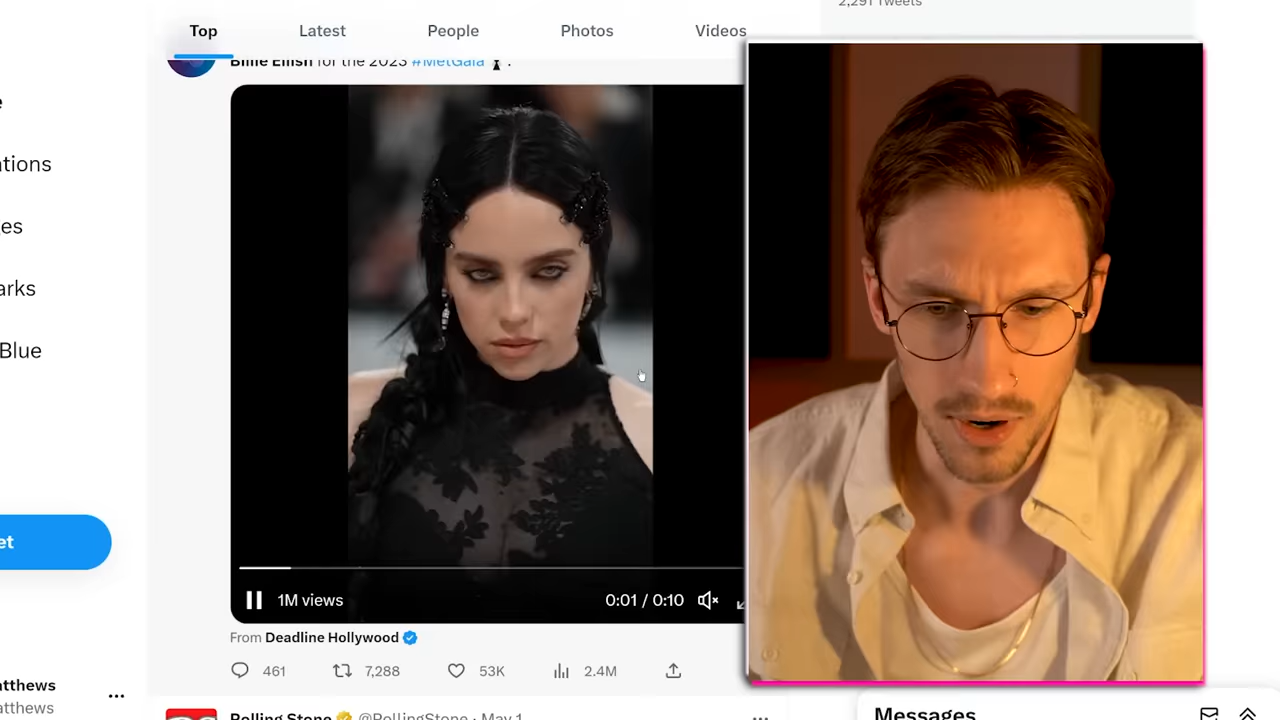 2,291 Tweets
Top Latest People Photos Videos
Billie Eilish for the 2023 #MetGala
ations
es
arks
Blue
et
1M views 0:01 / 0:10
From Deadline Hollywood
461 7,288 53K 2.4M
atthews
atthews
Rolling Stone @RollingStone · May 1
Messages